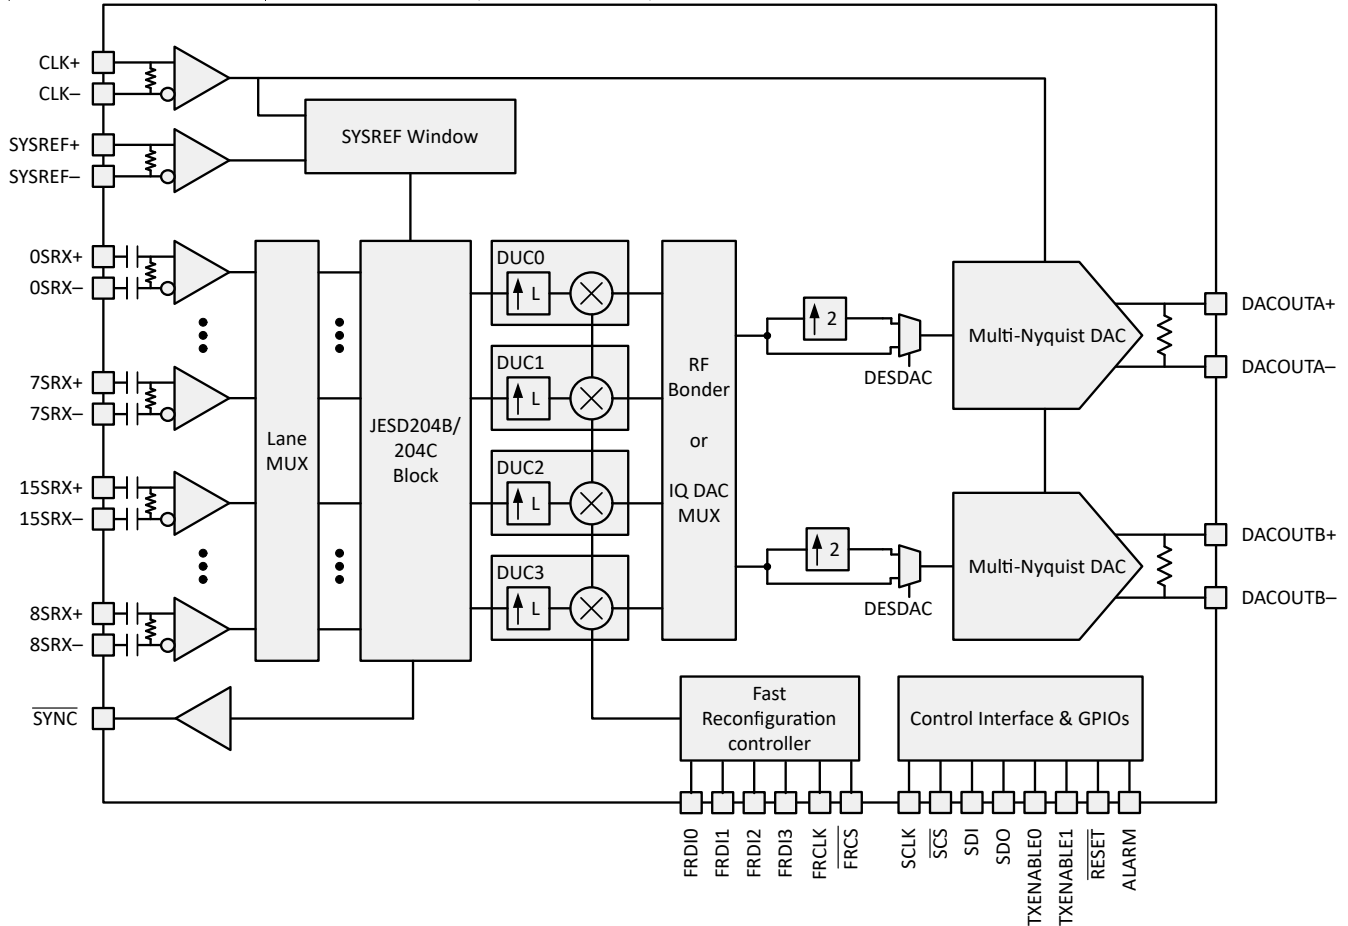 CLK+
CLK–
SYSREF+
SYSREF–
SYSREF Window
0SRX+
0SRX–
7SRX+
7SRX–
15SRX+
15SRX–
8SRX+
8SRX–
SYNC
Lane
MUX
JESD204B/
204C
Block
DUC0
L
DUC1
L
DUC2
L
DUC3
L
RF
Bonder
or
IQ DAC
MUX
2
DESDAC
Multi-Nyquist DAC
DACOUTA+
DACOUTA–
2
DESDAC
Multi-Nyquist DAC
DACOUTB+
DACOUTB–
Fast
Reconfiguration
controller
Control Interface & GPIOs
FRDI0
FRDI1
FRDI2
FRDI3
FRCLK
FRCS
SCLK
SCS
SDI
SDO
TXENABLE0
TXENABLE1
RESET
ALARM